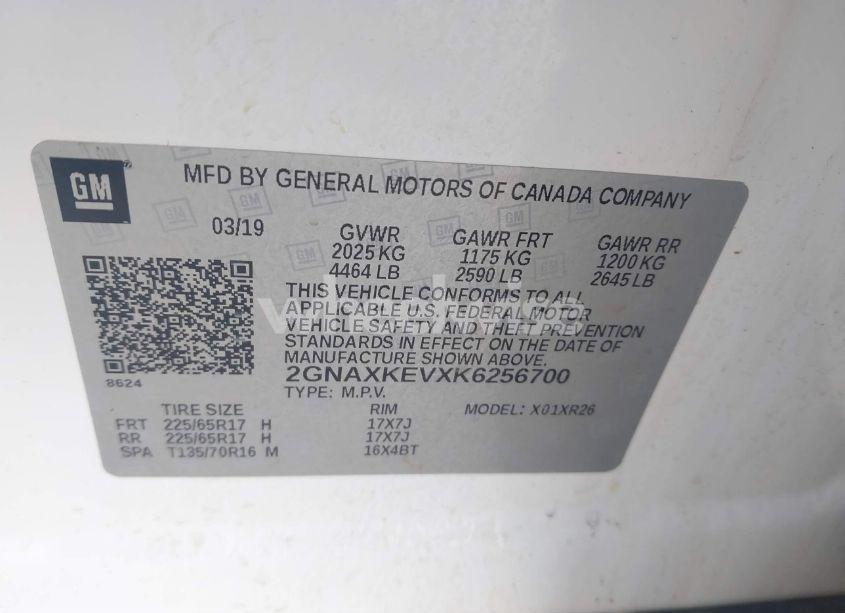 GM
MFD BY GENERAL MOTORS OF CANADA COMPANY
03/19
GVWR GAWR FRT GAWR RR
2025 KG 1175 KG 1200 KG
4464 LB 2590 LB 2645 LB
THIS VEHICLE CONFORMS TO ALL
APPLICABLE U.S. FEDERAL MOTOR
VEHICLE SAFETY AND THEFT PREVENTION
STANDARDS IN EFFECT ON THE DATE OF
MANUFACTURE SHOWN ABOVE.
8624
2GNAXKEVXK6256700
TYPE: M.P.V.
TIRE SIZE RIM MODEL: X01XR26
FRT 225/65R17 H 17X7J
RR 225/65R17 H 17X7J
SPA T135/70R16 M 16X4BT